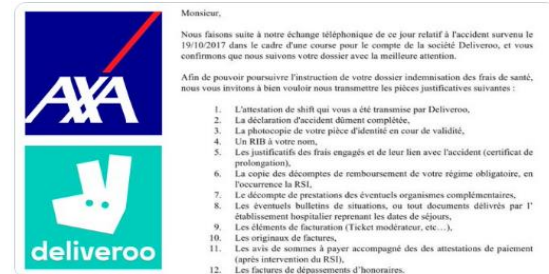 AXA
deliveroo
Monsieur,
Nous faisons suite à notre échange téléphonique de ce jour relatif à l'accident survenu le
19/10/2017 dans le cadre d'une course pour le compte de la société Deliveroo, et vous
confirmons que nous suivons votre dossier avec la meilleure attention.
Afin de pouvoir poursuivre l'instruction de votre dossier indemnisation des frais de santé,
nous vous invitons à bien vouloir nous transmettre les pièces justificatives suivantes :
1. L'attestation de shift qui vous a été transmise par Deliveroo,
2. La déclaration d'accident dûment complétée,
3. La photocopie de votre pièce d'identité en cour de validité,
4. Un RIB à votre nom,
5. Les justificatifs des frais engagés et de leur lien avec l'accident (certificat de
prolongation),
6. La copie des décomptes de remboursement de votre régime obligatoire, en
l'occurrence la RSI,
7. Le décompte de prestations des éventuels organismes complémentaires,
8. Les éventuels bulletins de situations, ou tout documents délivrés par l'
établissement hospitalier reprenant les dates de séjours,
9. Les éléments de facturation (Ticket modérateur, etc…),
10. Les originaux de factures,
11. Les avis de sommes à payer accompagné des des attestations de paiement
(après intervention du RSI),
12. Les factures de dépassements d'honoraires.